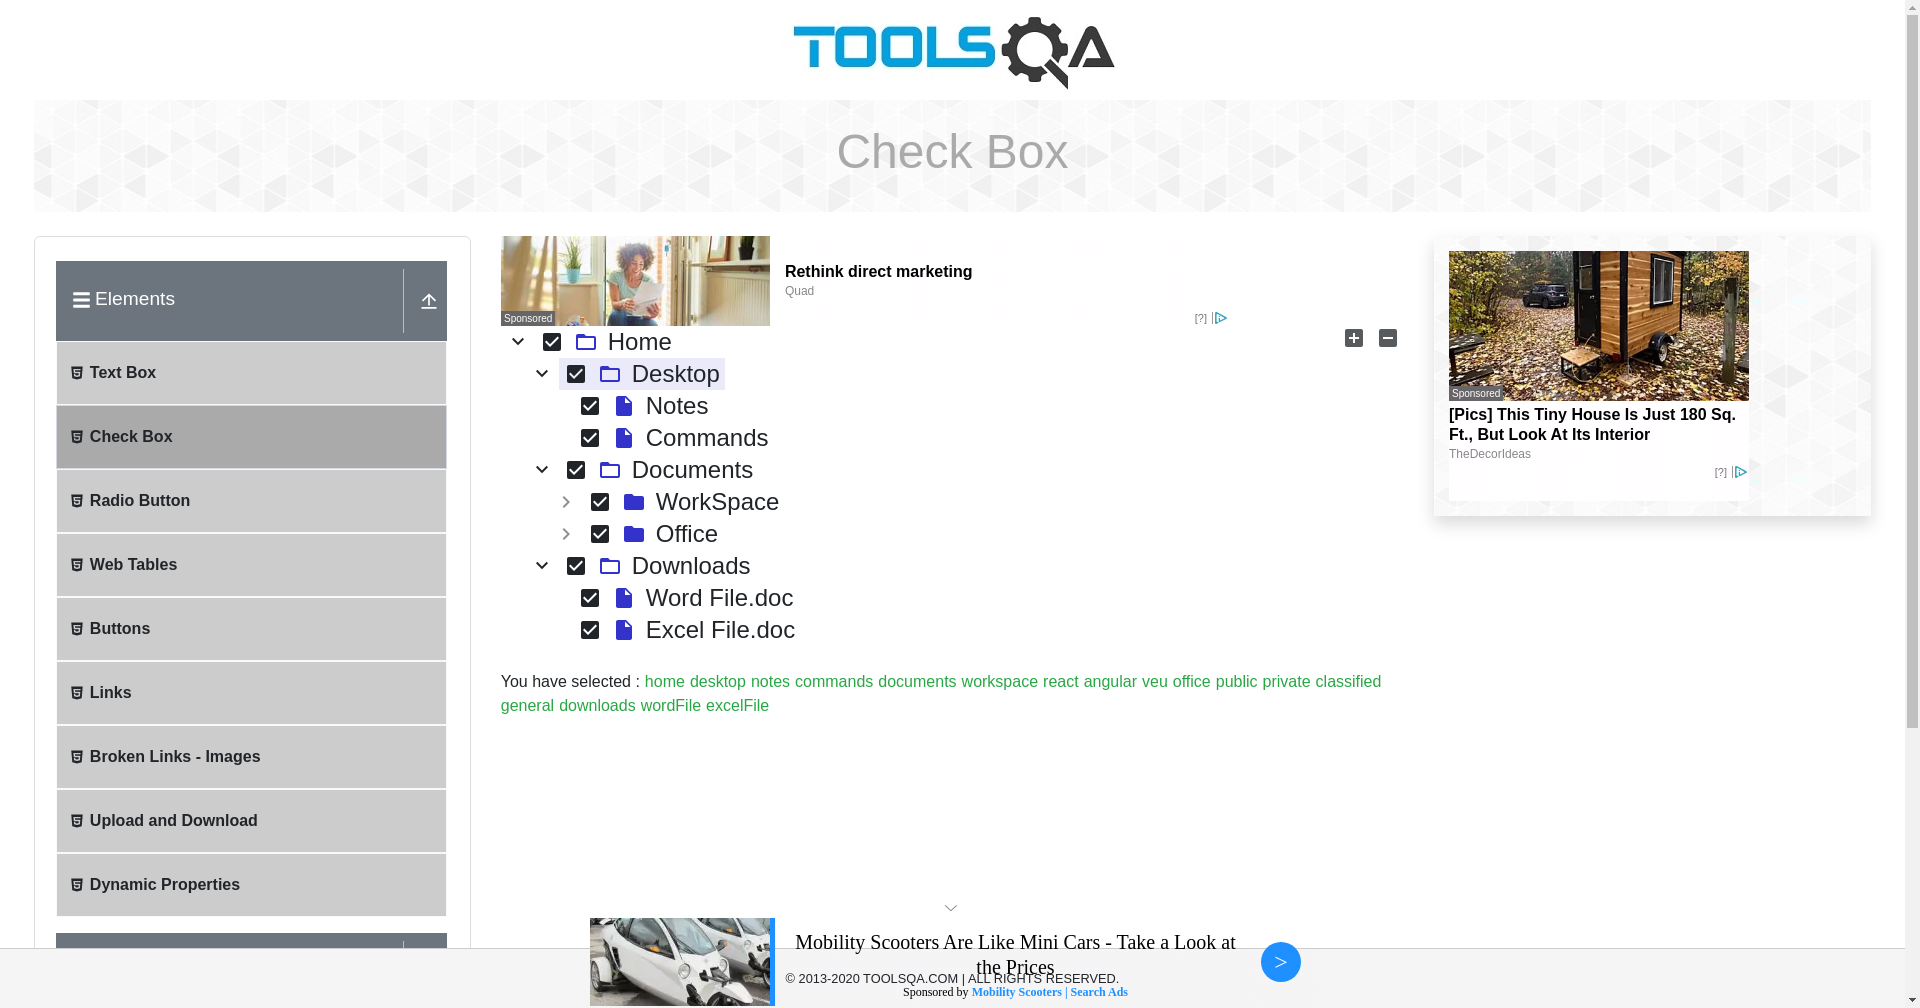 TOOLSQA
Check Box
Elements
Text Box
Check Box
Radio Button
Web Tables
Buttons
Links
Broken Links - Images
Upload and Download
Dynamic Properties
Sponsored
Rethink direct marketing
Quad
[?]
Home
Desktop
Notes
Commands
Documents
WorkSpace
Office
Downloads
Word File.doc
Excel File.doc
You have selected : home desktop notes commands documents workspace react angular veu office public private classified
general downloads wordFile excelFile
Sponsored
[Pics] This Tiny House Is Just 180 Sq.
Ft., But Look At Its Interior
TheDecorIdeas
[?]
Mobility Scooters Are Like Mini Cars - Take a Look at
the Prices
>
© 2013-2020 TOOLSQA.COM | ALL RIGHTS RESERVED.
Sponsored by Mobility Scooters | Search Ads